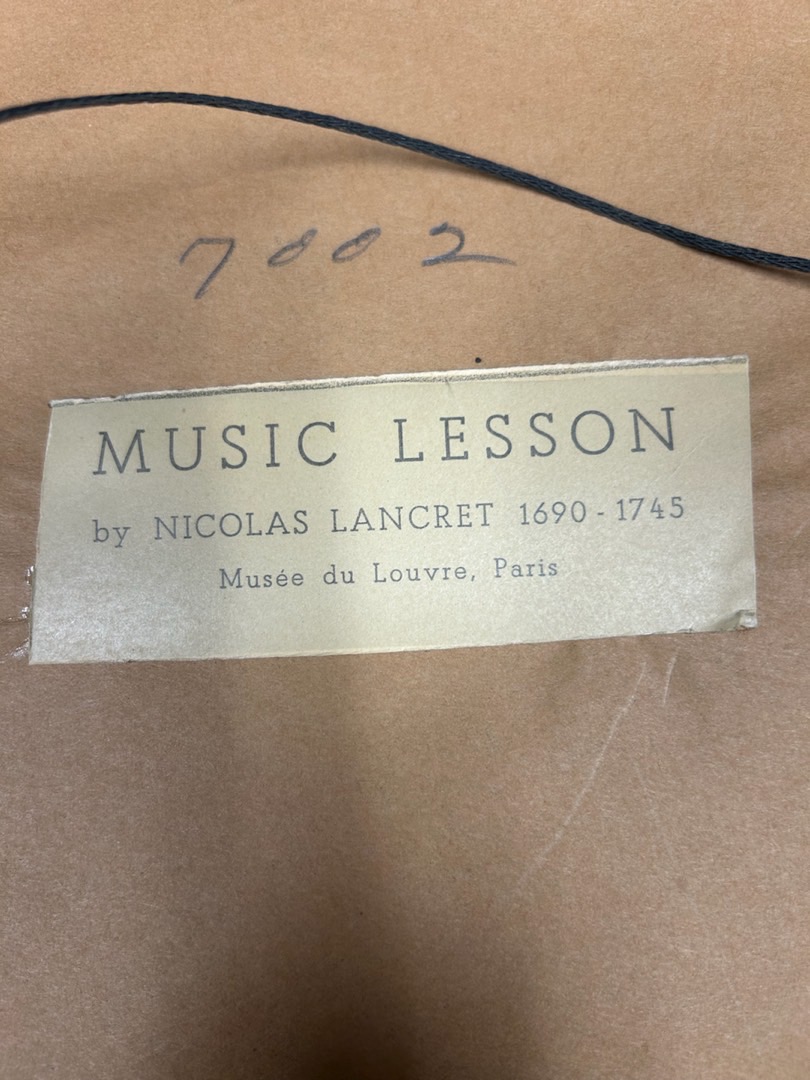 7002
MUSIC LESSON
by NICOLAS LANCRET 1690 - 1745
Musée du Louvre, Paris